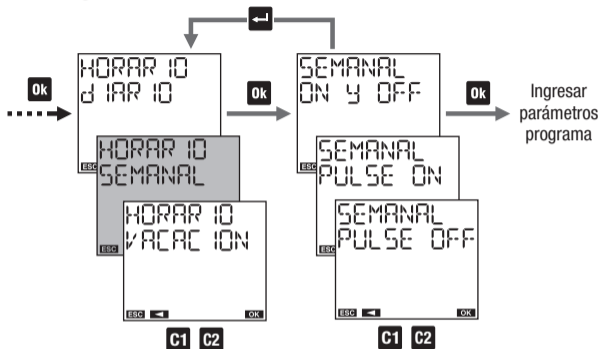 HORARIO
dIARIO
Ok
Ok
SEMANAL
ON y OFF
Ok
Ingresar
parámetros
programa
ESC
HORARIO
SEMANAL
ESC
SEMANAL
PULSE ON
ESC
HORARIO
VACACION
ESC
OK
ESC
SEMANAL
PULSE OFF
ESC
OK
C1 C2
C1 C2